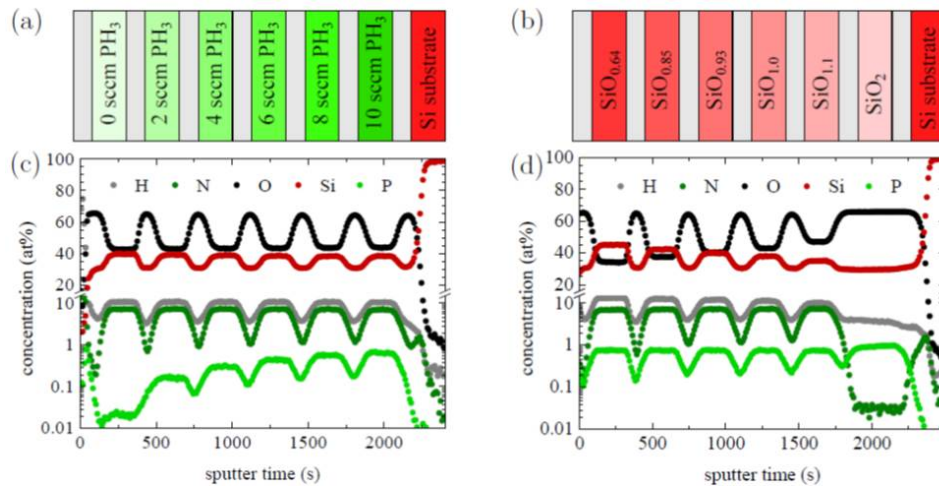 (a)
0 sccm PH₃
2 sccm PH₃
4 sccm PH₃
6 sccm PH₃
8 sccm PH₃
10 sccm PH₃
Si substrate
(b)
SiO₀.₆₄
SiO₀.₈₅
SiO₀.₉₃
SiO₁.₀
SiO₁.₁
SiO₂
Si substrate
(c)
100
80
60
40
20
10
1
0.1
0.01
concentration (at%)
H N O Si P
0 500 1000 1500 2000
sputter time (s)
(d)
100
80
60
40
20
10
1
0.1
0.01
concentration (at%)
H N O Si P
0 500 1000 1500 2000
sputter time (s)